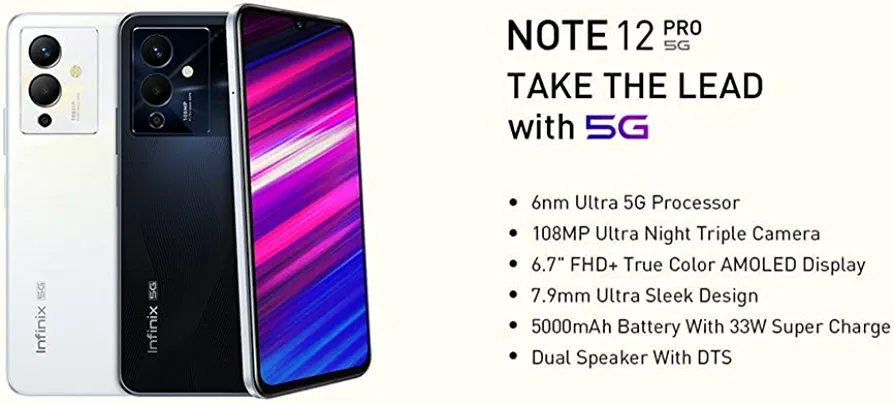 NOTE 12 PRO 5G
TAKE THE LEAD
with 5G
• 6nm Ultra 5G Processor
• 108MP Ultra Night Triple Camera
• 6.7" FHD+ True Color AMOLED Display
• 7.9mm Ultra Sleek Design
• 5000mAh Battery With 33W Super Charge
• Dual Speaker With DTS
108MP
108MP
Infinix 5G
Infinix 5G